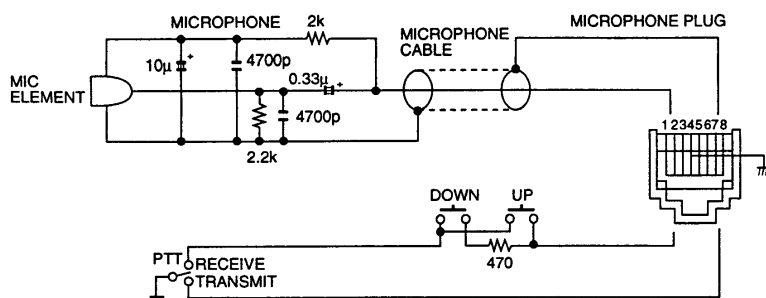 MICROPHONE
2k
MICROPHONE
CABLE
MICROPHONE PLUG
10μ
+
4700p
0.33μ
+
MIC
ELEMENT
4700p
2.2k
12345678
DOWN
UP
470
PTT
RECEIVE
TRANSMIT